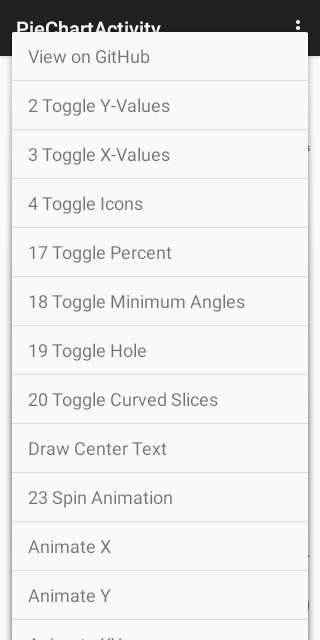 PieChartActivity
View on GitHub
2 Toggle Y-Values
3 Toggle X-Values
4 Toggle Icons
17 Toggle Percent
18 Toggle Minimum Angles
19 Toggle Hole
20 Toggle Curved Slices
Draw Center Text
23 Spin Animation
Animate X
Animate Y